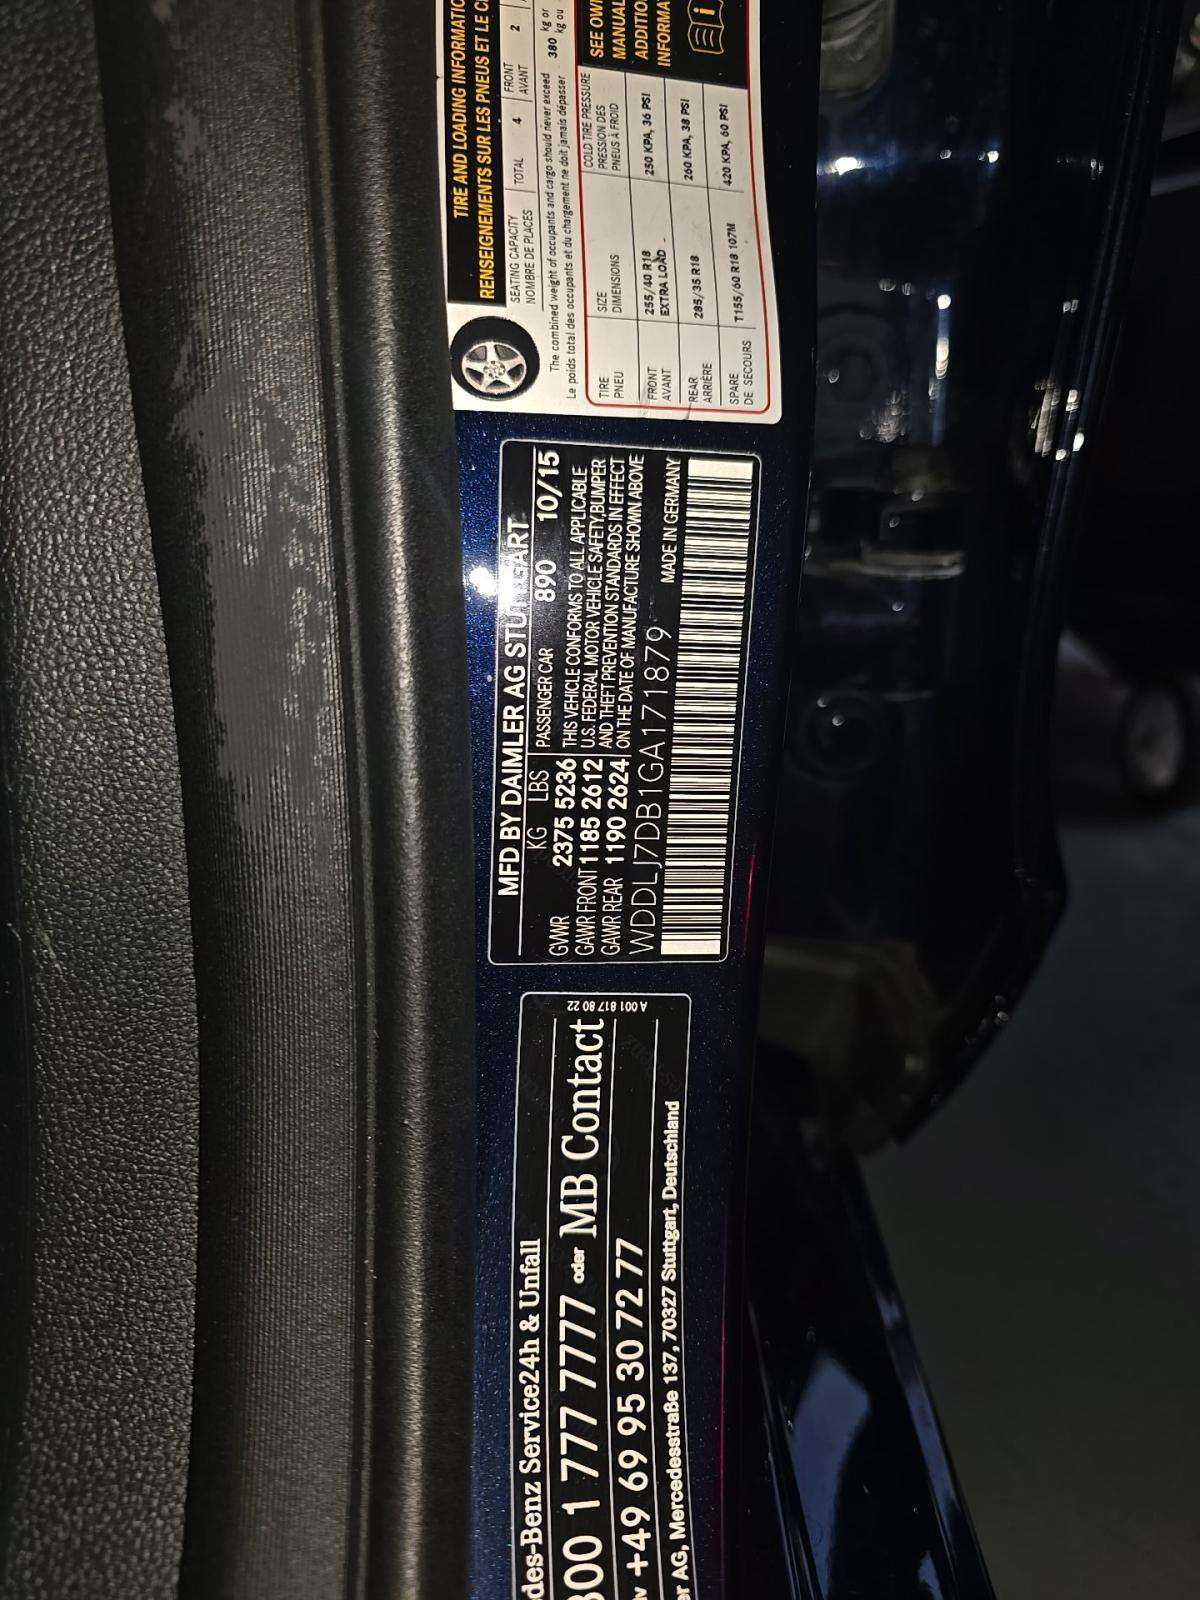 TIRE AND LOADING INFORMATIO
RENSEIGNEMENTS SUR LES PNEUS ET LE C
SEATING CAPACITY
NOMBRE DE PLACES
TOTAL 4
FRONT
AVANT
2
The combined weight of occupants and cargo should never exceed
Le poids total des occupants et du chargement ne doit jamais dépasser
380
kg or
kg ou
TIRE
PNEU
SIZE
DIMENSIONS
COLD TIRE PRESSURE
PRESSION DES
PNEUS À FROID
FRONT
AVANT
255/40 R18
EXTRA LOAD
250 KPA, 36 PSI
REAR
ARRIÈRE
285/35 R18
260 KPA, 38 PSI
SPARE
DE SECOURS
T155/60 R18 107M
420 KPA, 60 PSI
SEE OW
MANUAL
ADDITIO
INFORMA
MFD BY DAIMLER AG STUTTGART
KG LBS PASSENGER CAR 890 10/15
GVWR 2375 5236
GAWR FRONT 1185 2612
GAWR REAR 1190 2624
THIS VEHICLE CONFORMS TO ALL APPLICABLE
U.S. FEDERAL MOTOR VEHICLE SAFETY,BUMPER
AND THEFT PREVENTION STANDARDS IN EFFECT
ON THE DATE OF MANUFACTURE SHOWN ABOVE
WDDLJ7DB1GA171879 MADE IN GERMANY
des-Benz Service24h & Unfall
800 1 777 7777 oder MB Contact
+49 69 95 30 72 77
er AG, Mercedesstraße 137, 70327 Stuttgart, Deutschland
A 001 817 80 22